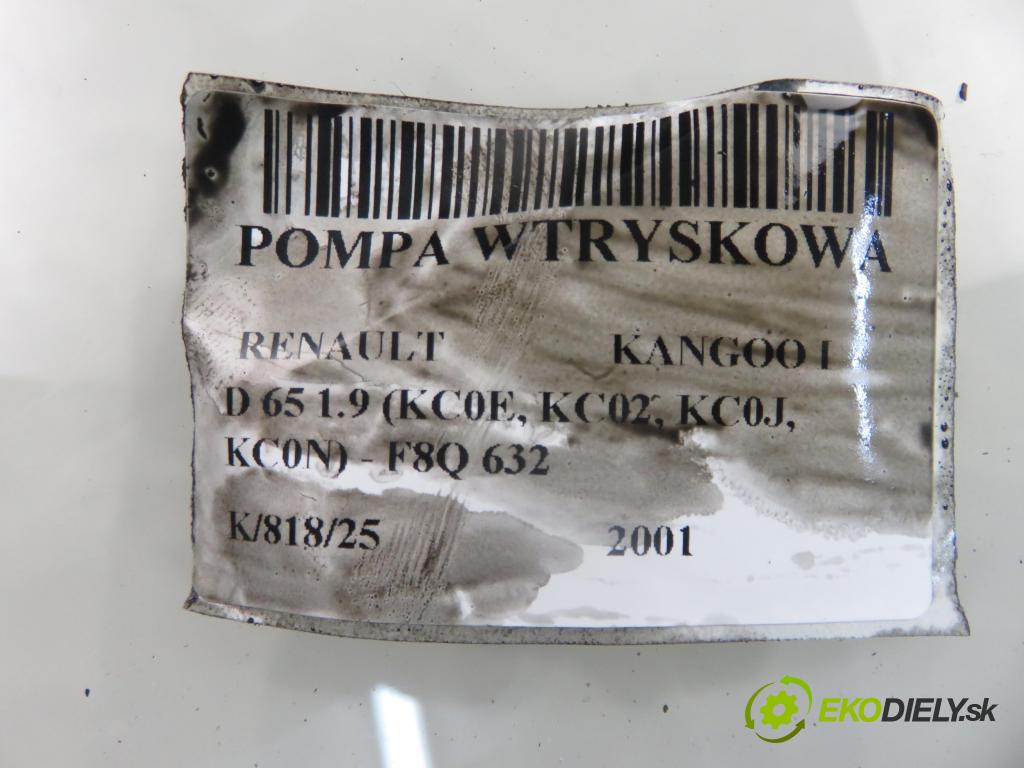 POMPA WTRYSKOWA
RENAULT KANGOO I
D 65 1.9 (KC0E, KC02, KC0J,
KC0N) - F8Q 632
K/818/25 2001
EKODIELY.sk